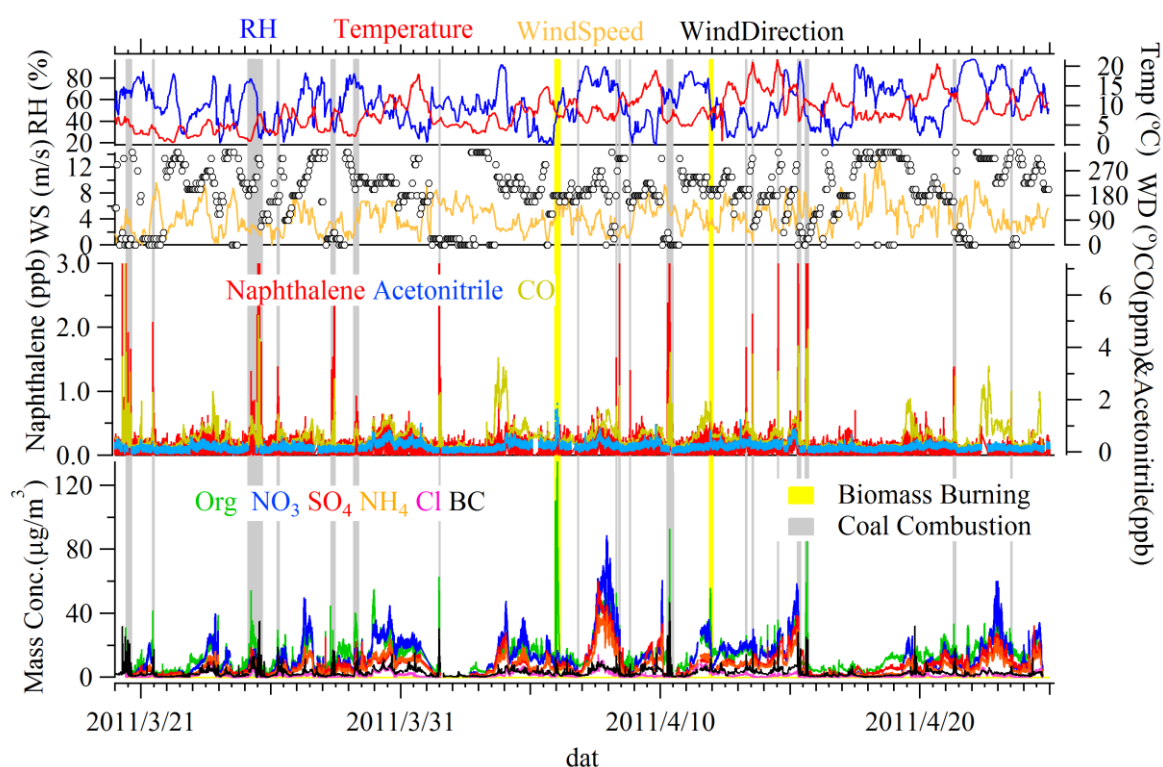 RH Temperature WindSpeed WindDirection
RH (%)
80
60
40
20
Temp (°C)
20
15
10
5
0
WS (m/s)
12
8
4
0
WD (°)
270
180
90
0
Naphthalene Acetonitrile CO
Naphthalene (ppb)
3.0
2.0
1.0
0.0
CO(ppm)&Acetonitrile(ppb)
6
4
2
0
Org NO₃ SO₄ NH₄ Cl BC
Biomass Burning
Coal Combustion
Mass Conc.(μg/m³)
120
80
40
0
2011/3/21 2011/3/31 2011/4/10 2011/4/20
dat